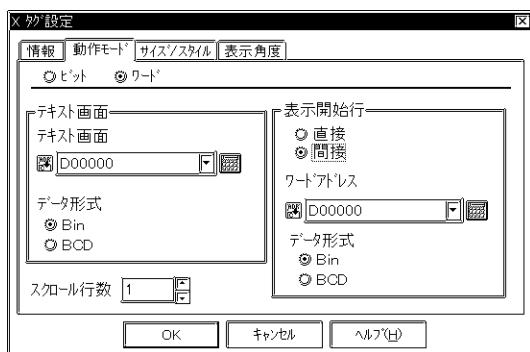 X タグ設定
情報 動作モード サイズ/スタイル 表示角度
ビット ワード
テキスト画面
テキスト画面
D00000
データ形式
Bin
BCD
スクロール行数 1
表示開始行
直接
間接
ワードアドレス
D00000
データ形式
Bin
BCD
OK キャンセル ヘルプ(H)